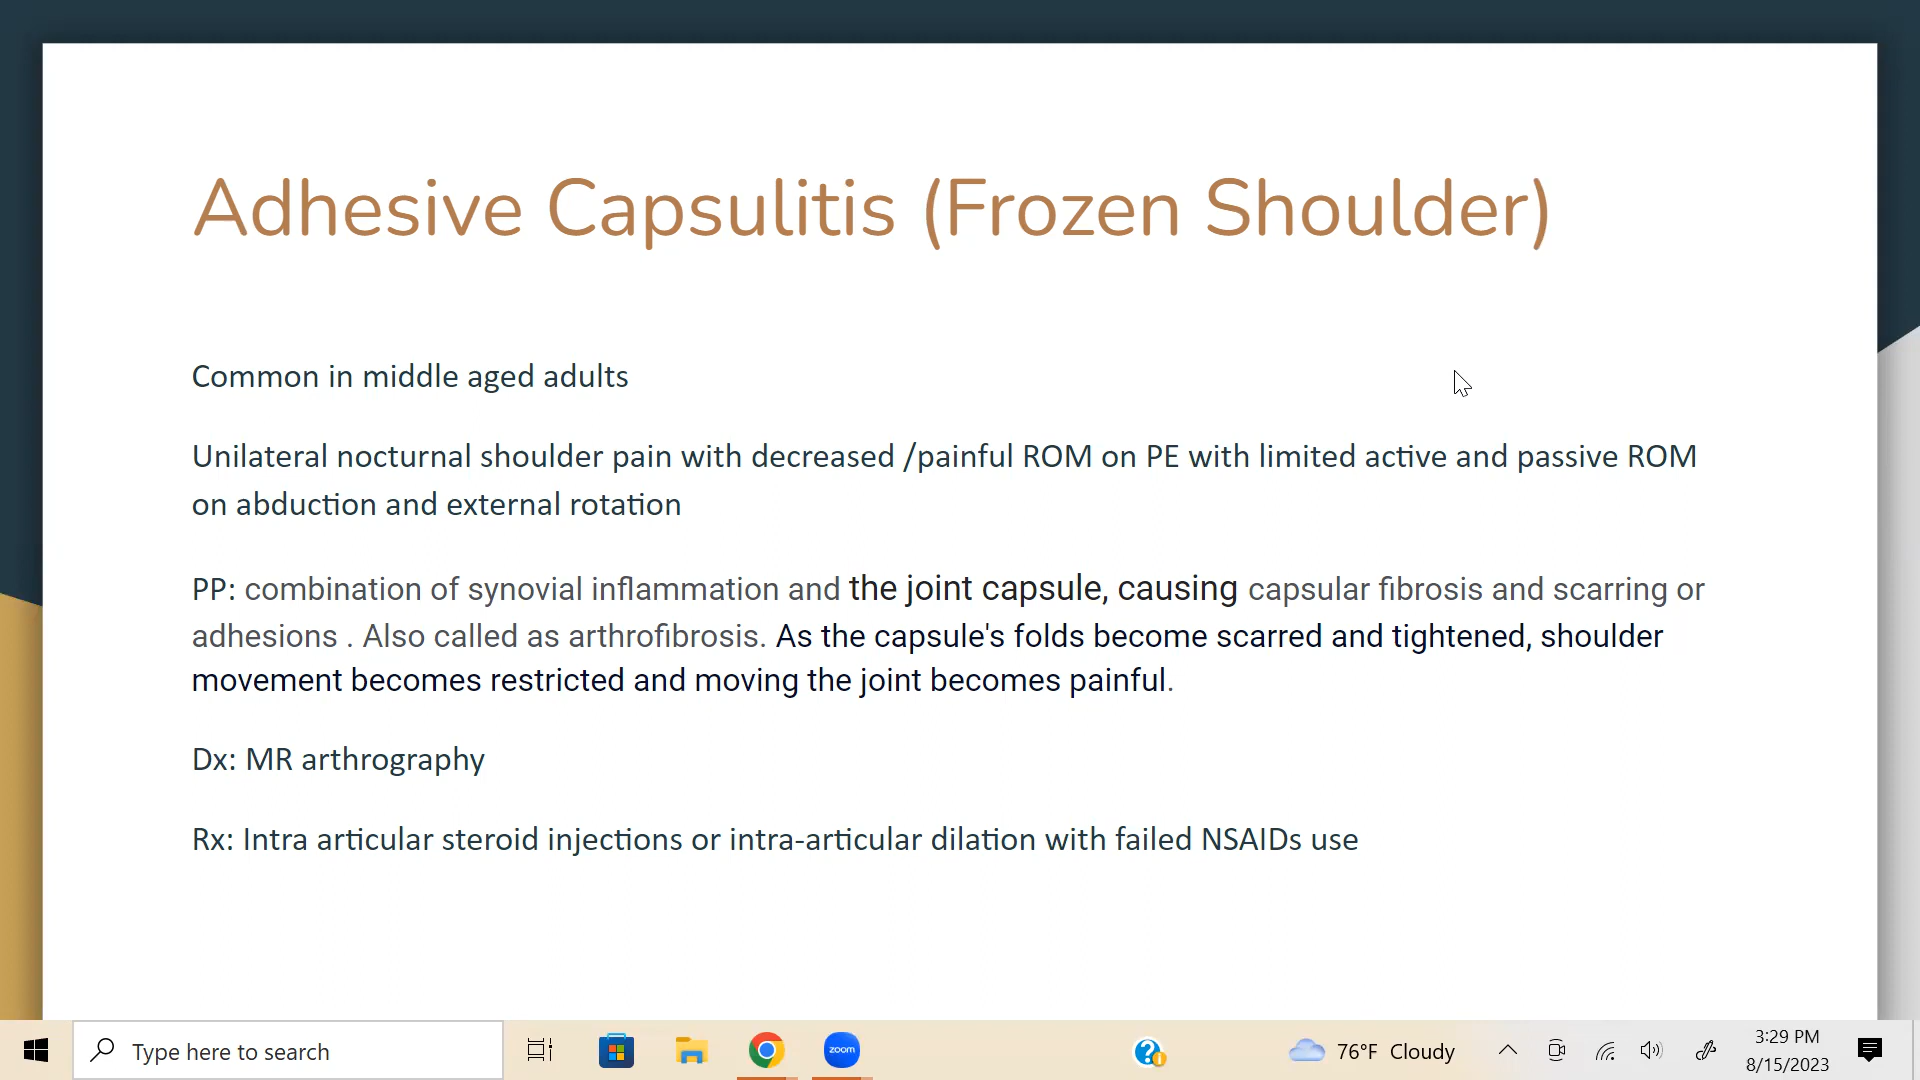 Adhesive Capsulitis (Frozen Shoulder)
Common in middle aged adults
Unilateral nocturnal shoulder pain with decreased /painful ROM on PE with limited active and passive ROM
on abduction and external rotation
PP: combination of synovial inflammation and the joint capsule, causing capsular fibrosis and scarring or
adhesions . Also called as arthrofibrosis. As the capsule's folds become scarred and tightened, shoulder
movement becomes restricted and moving the joint becomes painful.
Dx: MR arthrography
Rx: Intra articular steroid injections or intra-articular dilation with failed NSAIDs use
Type here to search
zoom
76°F Cloudy
3:29 PM
8/15/2023